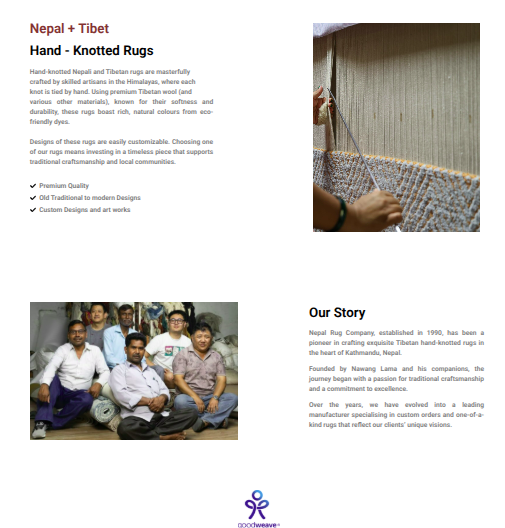 Nepal + Tibet
Hand - Knotted Rugs
Hand-knotted Nepali and Tibetan rugs are masterfully
crafted by skilled artisans in the Himalayas, where each
knot is tied by hand. Using premium Tibetan wool (and
various other materials), known for their softness and
durability, these rugs boast rich, natural colours from eco-
friendly dyes.
Designs of these rugs are easily customizable. Choosing one
of our rugs means investing in a timeless piece that supports
traditional craftsmanship and local communities.
Premium Quality
Old Traditional to modern Designs
Custom Designs and art works
Our Story
Nepal Rug Company, established in 1990, has been a
pioneer in crafting exquisite Tibetan hand-knotted rugs in
the heart of Kathmandu, Nepal.
Founded by Nawang Lama and his companions, the
journey began with a passion for traditional craftsmanship
and a commitment to excellence.
Over the years, we have evolved into a leading
manufacturer specialising in custom orders and one-of-a-
kind rugs that reflect our clients' unique visions.
GOODweave